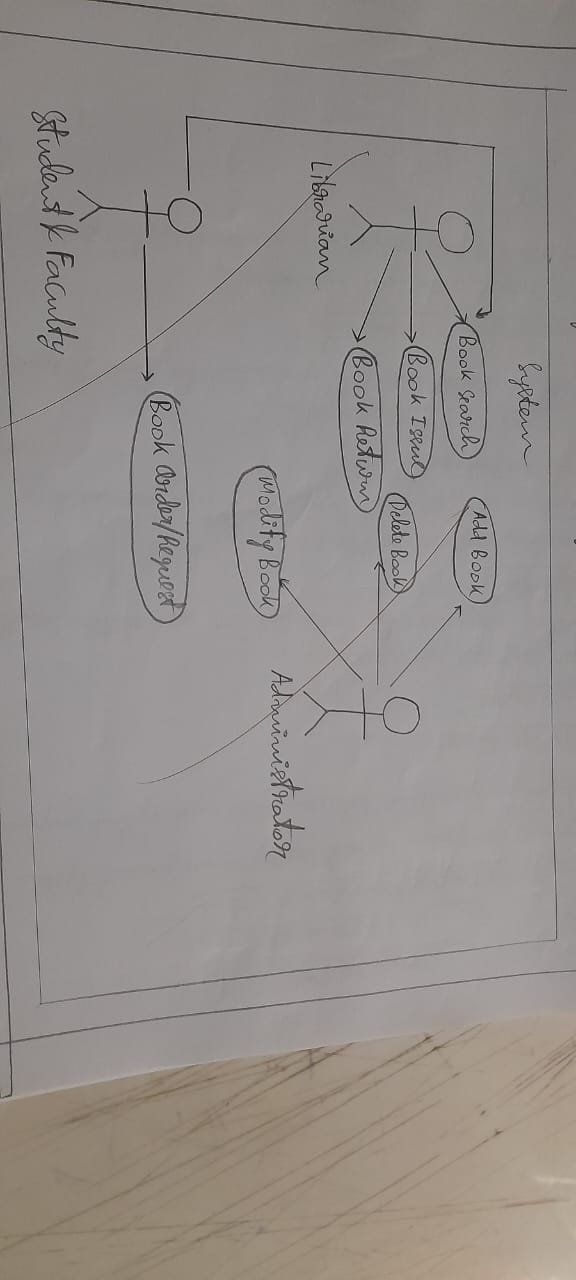 System
Book search
Book Issue
Book Return
Librarian
Add Book
Delete Book
Modify Book
Administrator
Book Order/Request
Student & Faculty